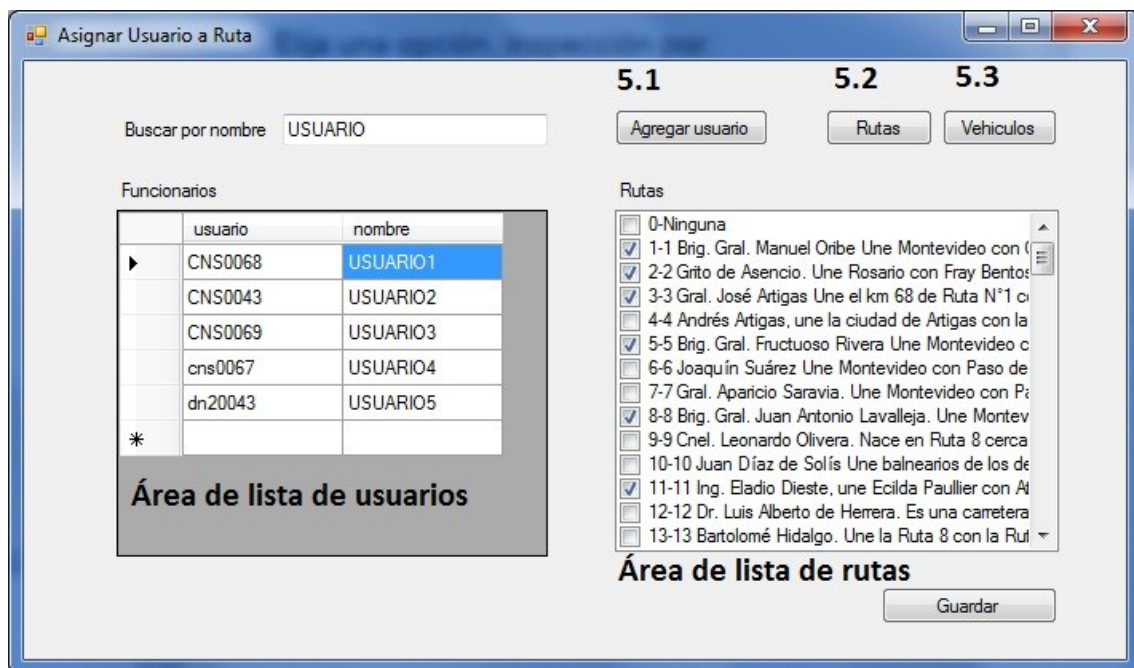 Asignar Usuario a Ruta
5.1 5.2 5.3
Buscar por nombre USUARIO Agregar usuario Rutas Vehiculos
Funcionarios
usuario nombre
CNS0068 USUARIO1
CNS0043 USUARIO2
CNS0069 USUARIO3
cns0067 USUARIO4
dn20043 USUARIO5
Área de lista de usuarios
Rutas
0-Ninguna
1-1 Brig. Gral. Manuel Oribe Une Montevideo con
2-2 Grito de Asencio. Une Rosario con Fray Bentos
3-3 Gral. José Artigas Une el km 68 de Ruta N°1
4-4 Andrés Artigas, une la ciudad de Artigas con la
5-5 Brig. Gral. Fructuoso Rivera Une Montevideo
6-6 Joaquín Suárez Une Montevideo con Paso de
7-7 Gral. Aparicio Saravia. Une Montevideo con
8-8 Brig. Gral. Juan Antonio Lavalleja. Une
9-9 Cnel. Leonardo Olivera. Nace en Ruta 8 cerca
10-10 Juan Díaz de Solís Une balnearios de los
11-11 Ing. Eladio Dieste, une Ecilda Paullier con
12-12 Dr. Luis Alberto de Herrera. Es una carretera
13-13 Bartolomé Hidalgo. Une la Ruta 8 con la
Área de lista de rutas
Guardar